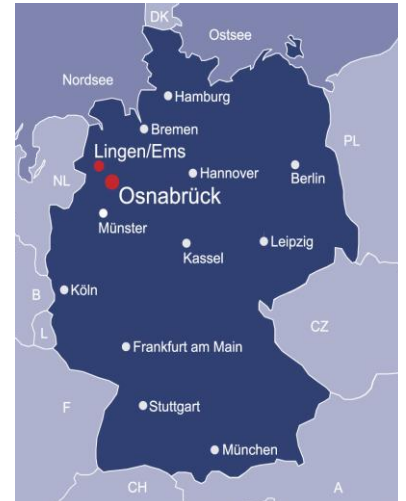 DK
Ostsee
Nordsee
Hamburg
Bremen
Lingen/Ems
PL
Hannover
Berlin
NL
Osnabrück
Münster
Leipzig
Kassel
Köln
B
L
CZ
Frankfurt am Main
F
Stuttgart
München
CH
A